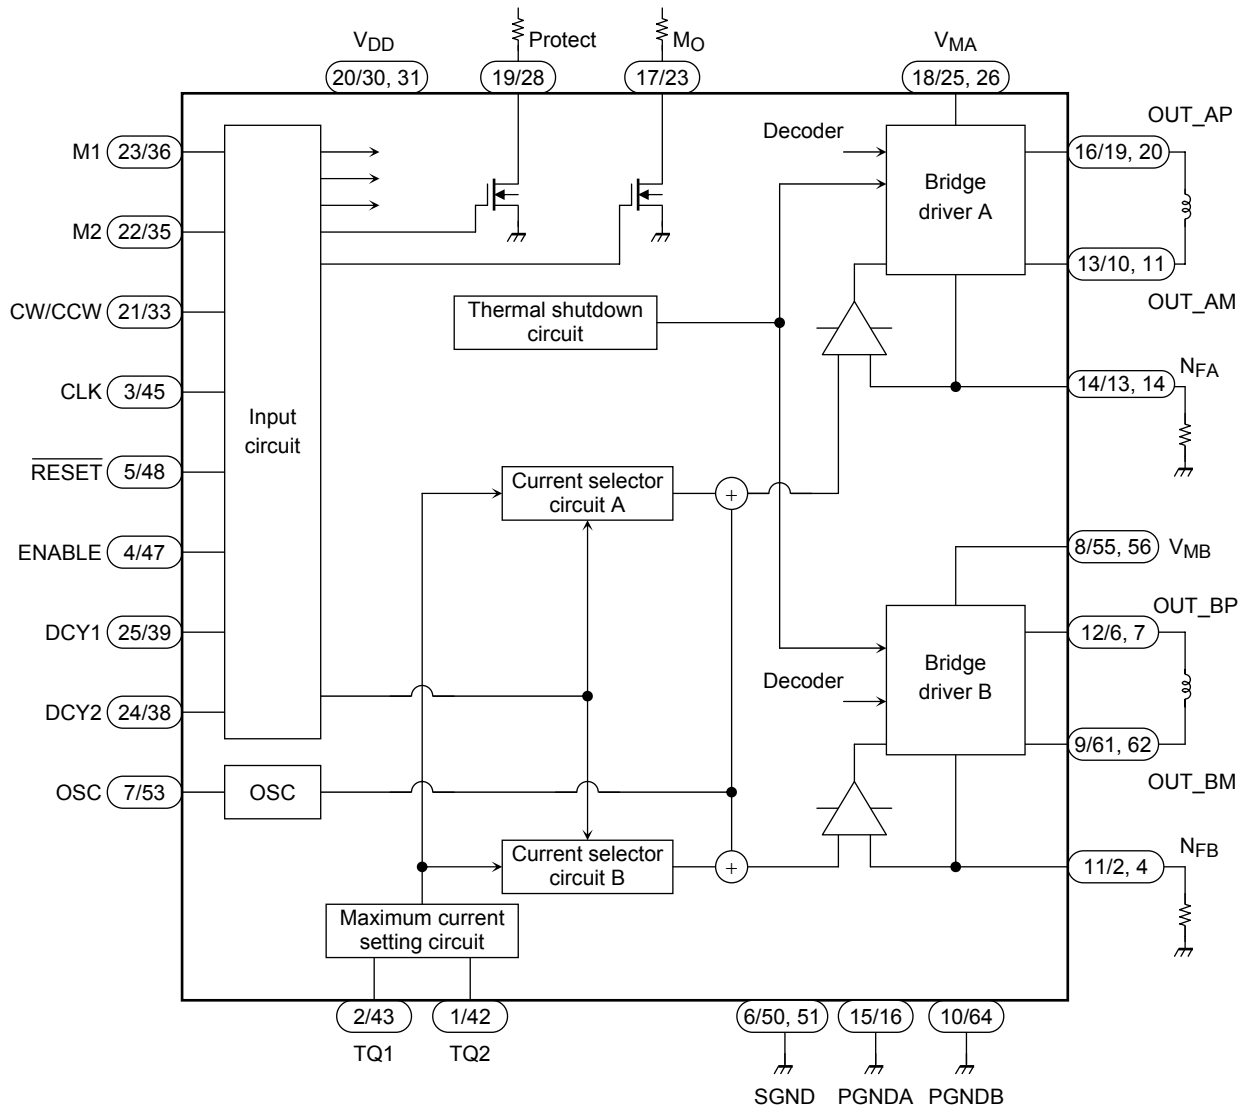 VDD
Protect
MO
VMA
20/30, 31
19/28
17/23
18/25, 26
OUT_AP
M1
23/36
Decoder
16/19, 20
Bridge
driver A
M2
22/35
13/10, 11
OUT_AM
CW/CCW
21/33
Thermal shutdown
circuit
NFA
CLK
3/45
14/13, 14
Input
circuit
RESET
5/48
Current selector
circuit A
+
ENABLE
4/47
8/55, 56
VMB
OUT_BP
DCY1
25/39
12/6, 7
Bridge
driver B
Decoder
DCY2
24/38
9/61, 62
OUT_BM
OSC
7/53
OSC
Current selector
circuit B
+
NFB
11/2, 4
Maximum current
setting circuit
2/43
1/42
6/50, 51
15/16
10/64
TQ1
TQ2
SGND
PGNDA
PGNDB